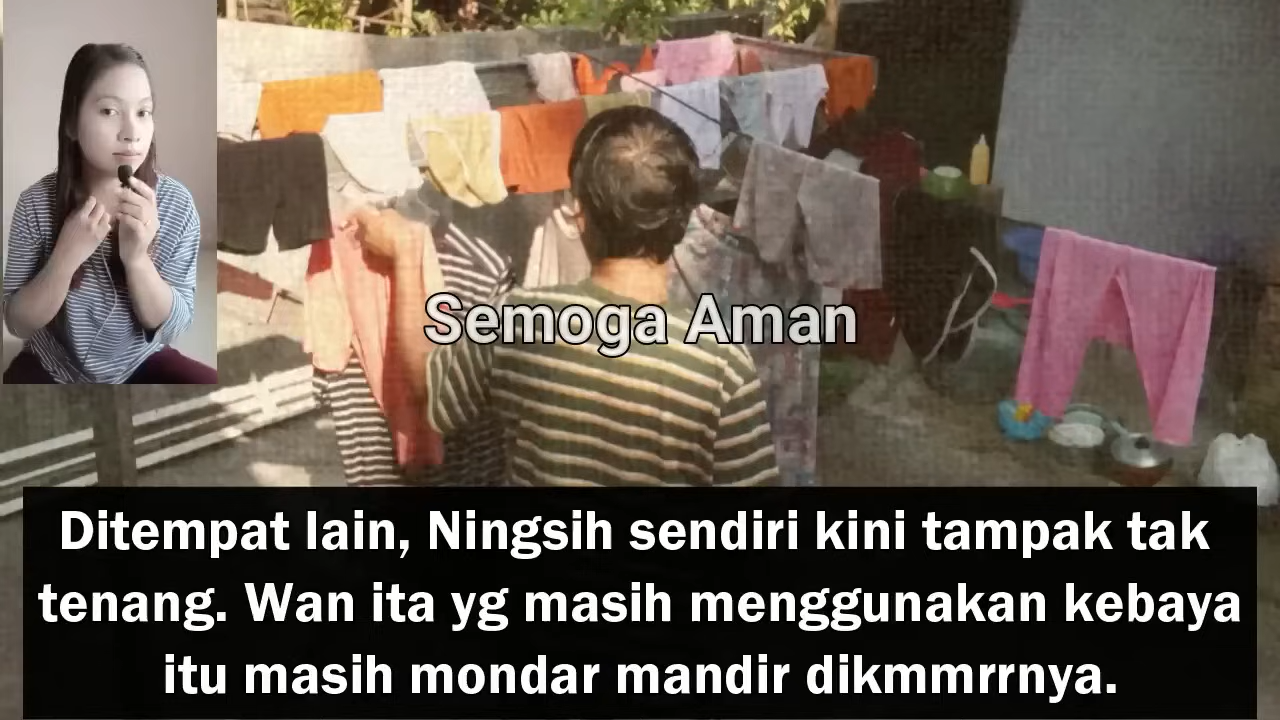 Semoga Aman
Ditempat lain, Ningsih sendiri kini tampak tak
tenang. Wan ita yg masih menggunakan kebaya
itu masih mondar mandir dikmmrrnya.